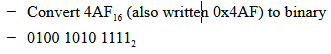 – Convert 4AF₁₆ (also written 0x4AF) to binary
– 0100 1010 1111₂